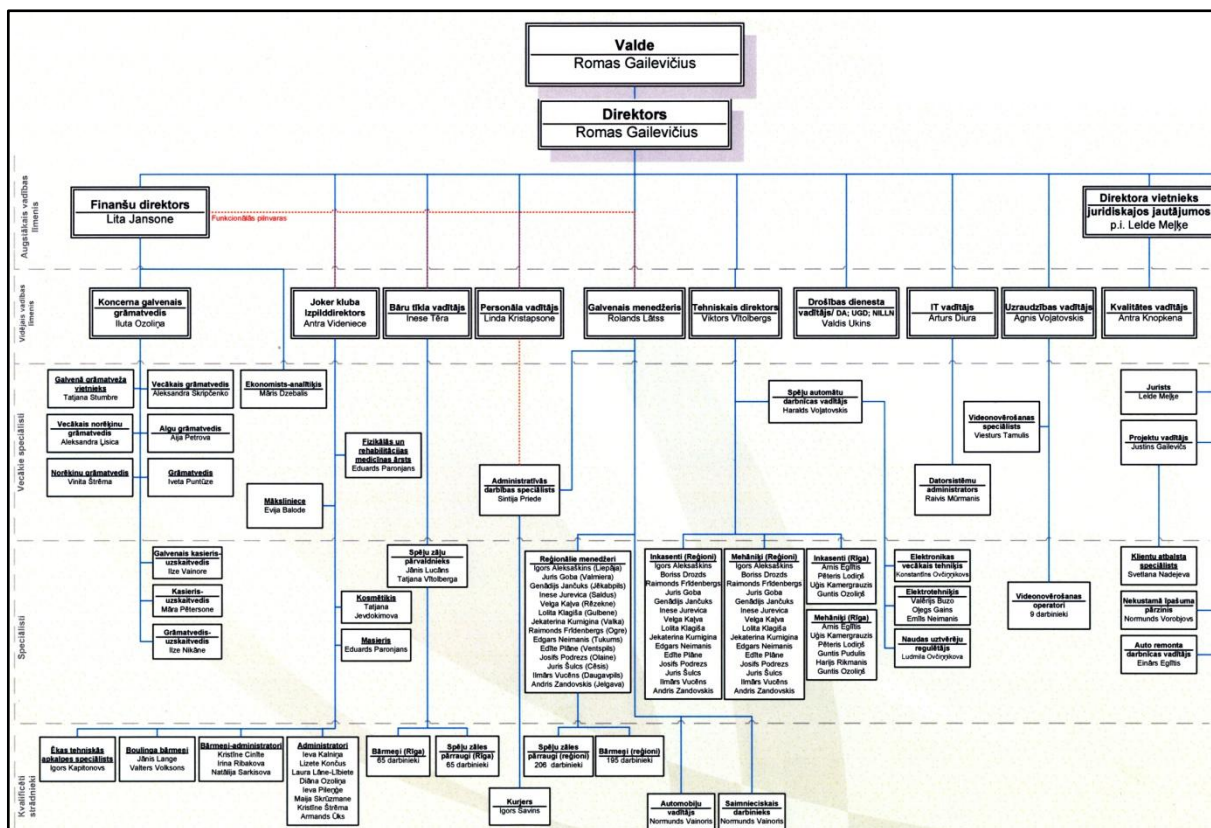 Valde
Romas Gailevičius
Direktors
Romas Gailevičius
Augstākais vadības
līmenis
Finanšu direktors
Lita Jansone
Funkcionālās pilnvaras
Direktora vietnieks
juridiskajos jautājumos
p.i. Lelde Meļķe
Vidējais vadības
līmenis
Koncerna galvenais
grāmatvedis
Iluta Ozoliņa
Joker kluba
Izpilddirektors
Antra Videniece
Bāru tīkla vadītājs
Inese Tēra
Personāla vadītājs
Linda Kristapsone
Galvenais menedžeris
Rolands Lātss
Tehniskais direktors
Viktors Vītolbergs
Drošības dienesta
vadītājs/ DA; UGD; NILLN
Valdis Ukins
IT vadītājs
Arturs Diura
Uzraudzības vadītājs
Agnis Voļatovskis
Kvalitātes vadītājs
Antra Knopkena
Vecākie speciālisti
Galvenā grāmatveža
vietnieks
Tatjana Stumbre
Vecākais grāmatvedis
Aleksandra Skripčenko
Ekonomists-analītiķis
Māris Dzebalis
Vecākais norēķinu
grāmatvedis
Aleksandra Ļisica
Algu grāmatvedis
Aija Petrova
Norēķinu grāmatvedis
Vinita Štrēma
Grāmatvedis
Iveta Puntūze
Fizikālās un
rehabilitācijas
medicīnas ārsts
Eduards Paronjans
Māksliniece
Evija Balode
Administratīvās
darbības speciālists
Sintija Priede
Spēļu automātu
darbnīcas vadītājs
Haralds Voļatovskis
Videonovērošanas
speciālists
Viesturs Tamulis
Datorsistēmu
administrators
Raivis Mūrmanis
Jurists
Lelde Meļķe
Projektu vadītājs
Justins Gailevičs
Speciālisti
Galvenais kasieris-
uzskaitvedis
Ilze Vainore
Kasieris-
uzskaitvedis
Māra Pētersone
Grāmatvedis-
uzskaitvedis
Ilze Nikāne
Kosmētiķis
Tatjana
Jevdokimova
Masieris
Eduards Paronjans
Spēļu zāļu
pārvaldnieks
Jānis Lucāns
Tatjana Vītolberga
Reģionālie menedžeri
Igors Aleksaškins (Liepāja)
Juris Goba (Valmiera)
Genādijs Jančuks (Jēkabpils)
Inese Jurevica (Saldus)
Velga Kaļva (Rēzekne)
Lolita Klagiša (Gulbene)
Jekaterina Kumigina (Valka)
Raimonds Frīdenbergs (Ogre)
Edgars Neimanis (Tukums)
Edīte Plāne (Ventspils)
Josifs Podrezs (Olaine)
Juris Šulcs (Cēsis)
Ilmārs Vucēns (Daugavpils)
Andris Zandovskis (Jelgava)
Inkasenti (Reģioni)
Igors Aleksaškins
Boriss Drozds
Raimonds Frīdenbergs
Juris Goba
Genādijs Jančuks
Inese Jurevica
Velga Kaļva
Lolita Klagiša
Jekaterina Kumigina
Edgars Neimanis
Edīte Plāne
Josifs Podrezs
Juris Šulcs
Ilmārs Vucēns
Andris Zandovskis
Mehāniķi (Reģioni)
Igors Aleksaškins
Boriss Drozds
Raimonds Frīdenbergs
Juris Goba
Genādijs Jančuks
Inese Jurevica
Velga Kaļva
Lolita Klagiša
Jekaterina Kumigina
Edgars Neimanis
Edīte Plāne
Josifs Podrezs
Juris Šulcs
Ilmārs Vucēns
Andris Zandovskis
Inkasenti (Rīga)
Arnis Eglītis
Pēteris Lodiņš
Uģis Kamergrauzis
Guntis Ozoliņš
Mehāniķi (Rīga)
Arnis Eglītis
Uģis Kamergrauzis
Pēteris Lodiņš
Guntis Pudulis
Harijs Rikmanis
Guntis Ozoliņš
Elektronikas
vecākais tehniķis
Konstantīns Ovčiņņikovs
Elektrotehniķis
Valērijs Buzo
Oļegs Gains
Emīls Neimanis
Naudas uztvērēju
regulētājs
Ludmila Ovčiņņikova
Videonovērošanas
operatori
9 darbinieki
Klientu atbalsta
speciālists
Svetlana Nadejeva
Nekustamā īpašuma
pārzinis
Normunds Vorobjovs
Auto remonta
darbnīcas vadītājs
Einārs Eglītis
Kvalificēti
strādnieki
Ēkas tehniskās
apkalpes speciālists
Igors Kapitonovs
Boulinga bārmeņi
Jānis Lange
Valters Volksons
Bārmeņi-administratori
Kristīne Cinīte
Irina Ribakova
Natālija Sarkisova
Administratori
Ieva Kalniņa
Lizete Končus
Laura Lāne-Lībiete
Diāna Ozoliņa
Ieva Pileņģe
Maija Skrūzmane
Kristīne Štrēma
Armands Ūks
Bārmeņi (Rīga)
65 darbinieki
Spēļu zāles
pārraugi (Rīga)
65 darbinieki
Kurjers
Igors Savins
Spēļu zāles
pārraugi (reģioni)
206 darbinieki
Bārmeņi (reģioni)
195 darbinieki
Automobiļu
vadītājs
Normunds Vainoris
Saimnieciskais
darbinieks
Normunds Vainoris